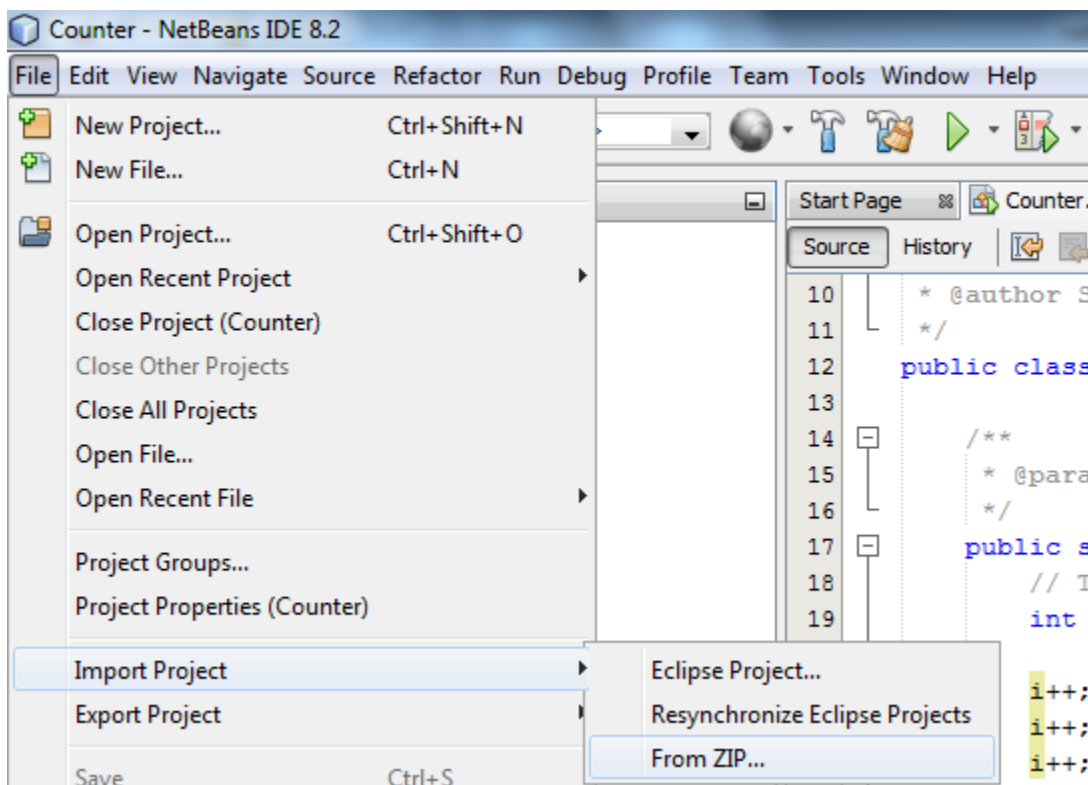 Counter - NetBeans IDE 8.2
File Edit View Navigate Source Refactor Run Debug Profile Team Tools Window Help
New Project... Ctrl+Shift+N
New File... Ctrl+N
Open Project... Ctrl+Shift+O
Open Recent Project
Close Project (Counter)
Close Other Projects
Close All Projects
Open File...
Open Recent File
Project Groups...
Project Properties (Counter)
Import Project
Export Project
Save Ctrl+S
Eclipse Project...
Resynchronize Eclipse Projects
From ZIP...
Start Page Counter.
Source History
10 * @author S
11 */
12 public class
13
14 /**
15 * @para
16 */
17 public s
18 // T
19 int
i++;
i++;
i++;